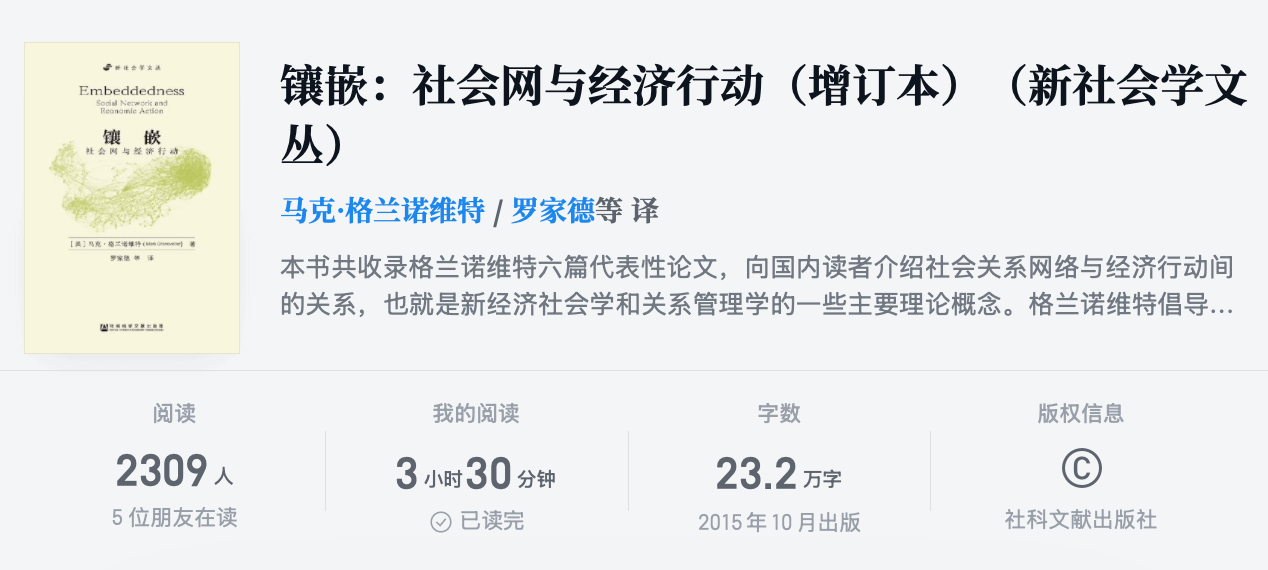 新社会学文丛
Embeddedness
Social Network and
Economic Action
镶 嵌
社会网与经济行动
[美] 马克·格兰诺维特 (Mark Granovetter) 著
罗家德 等 译
镶嵌：社会网与经济行动（增订本）（新社会学文
丛）
马克·格兰诺维特 / 罗家德等 译
本书共收录格兰诺维特六篇代表性论文，向国内读者介绍社会关系网络与经济行动间
的关系，也就是新经济社会学和关系管理学的一些主要理论概念。格兰诺维特倡导...
阅读
我的阅读
字数
版权信息
2309 人
3 小时 30 分钟
23.2 万字
©
5 位朋友在读
已读完
2015 年 10 月出版
社科文献出版社